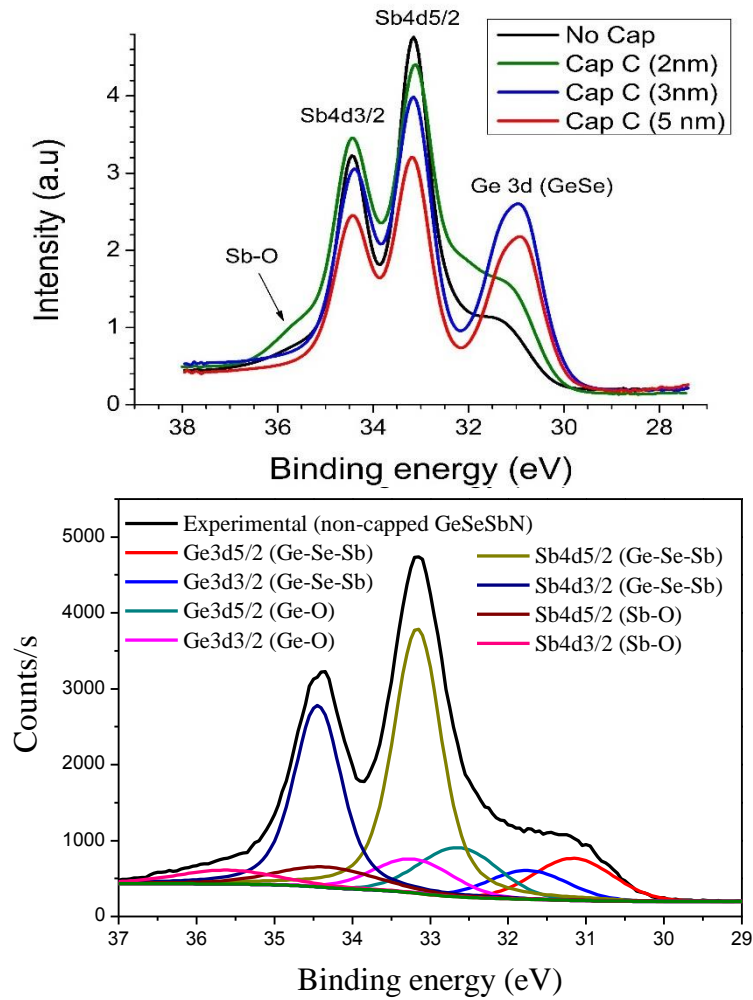 Sb4d5/2
No Cap
Cap C (2nm)
Cap C (3nm)
Cap C (5 nm)
Sb4d3/2
Ge 3d (GeSe)
Sb-O
Intensity (a.u)
4
3
2
1
0
38 36 34 32 30 28
Binding energy (eV)
Experimental (non-capped GeSeSbN)
Ge3d5/2 (Ge-Se-Sb)
Ge3d3/2 (Ge-Se-Sb)
Ge3d5/2 (Ge-O)
Ge3d3/2 (Ge-O)
Sb4d5/2 (Ge-Se-Sb)
Sb4d3/2 (Ge-Se-Sb)
Sb4d5/2 (Sb-O)
Sb4d3/2 (Sb-O)
Counts/s
5000
4000
3000
2000
1000
0
37 36 35 34 33 32 31 30 29
Binding energy (eV)